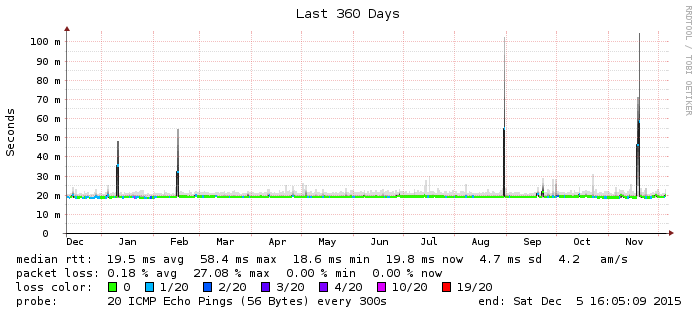 Last 360 Days
RRDTOOL / TOBI OETIKER
Seconds
100 m
90 m
80 m
70 m
60 m
50 m
40 m
30 m
20 m
10 m
0
Dec Jan Feb Mar Apr May Jun Jul Aug Sep Oct Nov
median rtt: 19.5 ms avg 58.4 ms max 18.6 ms min 19.8 ms now 4.7 ms sd 4.2 am/s
packet loss: 0.18 % avg 27.08 % max 0.00 % min 0.00 % now
loss color: 0 1/20 2/20 3/20 4/20 10/20 19/20
probe: 20 ICMP Echo Pings (56 Bytes) every 300s end: Sat Dec 5 16:05:09 2015